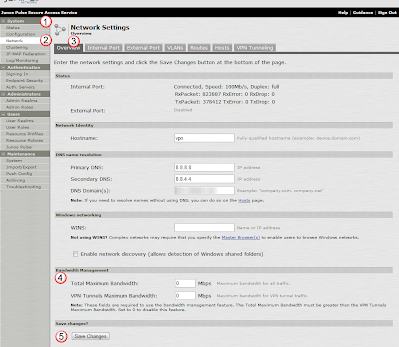 Junos Pulse Secure Access Service
Help | Guidance | Sign Out
System
Status
Configuration
Network
Clustering
IF-MAP Federation
Log/Monitoring
Authentication
Signing In
Endpoint Security
Auth. Servers
Administrators
Admin Realms
Admin Roles
Users
User Realms
User Roles
Resource Profiles
Resource Policies
Junos Pulse
Maintenance
System
Import/Export
Push Config
Archiving
Troubleshooting
1
2
3
Network Settings
Overview
Overview
Internal Port
External Port
VLANs
Routes
Hosts
VPN Tunneling
Enter the network settings and click the Save Changes button at the bottom of the page.
Status
Internal Port: Connected, Speed: 100Mb/s, Duplex: full
RxPacket: 823887 RxError: 0 RxDrop: 0
TxPacket: 378412 TxError: 0 TxDrop: 0
External Port: Disabled
Network Identity
Hostname: vpn Fully qualified hostname (example: device.domain.com)
DNS name resolution
Primary DNS: 8.8.8.8 IP address
Secondary DNS: 8.8.4.4 IP address
DNS Domain(s): Example: "company.com, company.net"
Note: If you need to resolve names without using DNS, you can do so on the Hosts page.
Windows networking
WINS: Name or IP address
Not using WINS? Complex networks may require that you specify the Master Browser(s) to enable users to browse Windows networks.
Enable network discovery (allows detection of Windows shared folders)
Bandwidth Management
4
Total Maximum Bandwidth: 0 Mbps Maximum bandwidth for all traffic.
VPN Tunnels Maximum Bandwidth: 0 Mbps Maximum bandwidth for VPN tunnel traffic.
Note: These fields are required to use the bandwidth management feature. The Total Maximum Bandwidth must be greater than the VPN Tunnels
Maximum Bandwidth. Set to 0 to disable this feature.
Save changes?
5
Save Changes